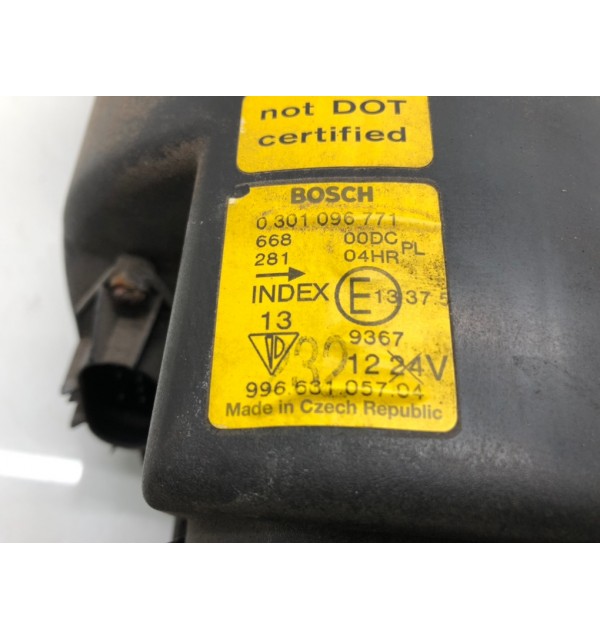 not DOT
certified
BOSCH
0 301 096 771
668 00DC PL
281 04HR
INDEX E 13 37 5
13 9367
32 12 24V
996.631.057.04
Made in Czech Republic